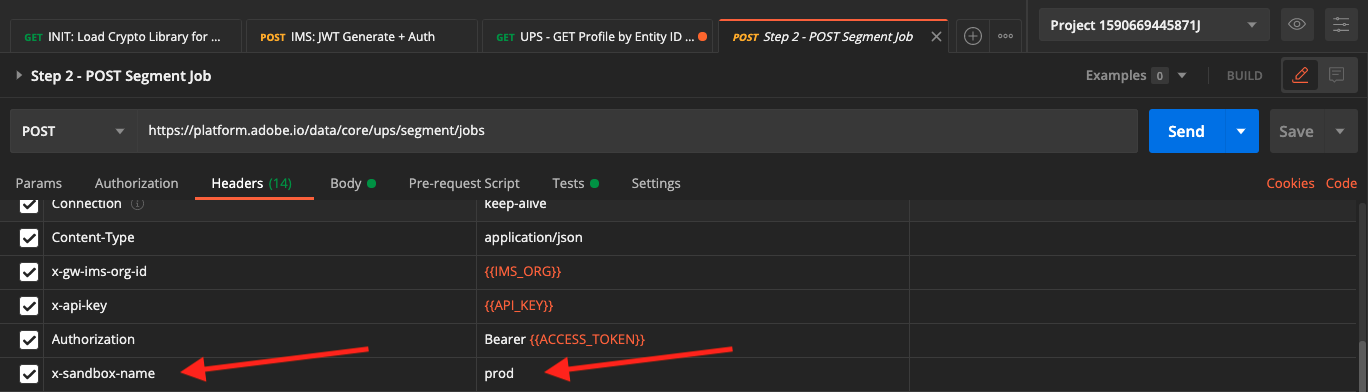 GET INIT: Load Crypto Library for ...
POST IMS: JWT Generate + Auth
GET UPS - GET Profile by Entity ID ...
POST Step 2 - POST Segment Job
Project 1590669445871J
Step 2 - POST Segment Job
Examples 0
BUILD
POST
https://platform.adobe.io/data/core/ups/segment/jobs
Send
Save
Params
Authorization
Headers (14)
Body
Pre-request Script
Tests
Settings
Cookies
Code
Connection
keep-alive
Content-Type
application/json
x-gw-ims-org-id
{{IMS_ORG}}
x-api-key
{{API_KEY}}
Authorization
Bearer {{ACCESS_TOKEN}}
x-sandbox-name
prod